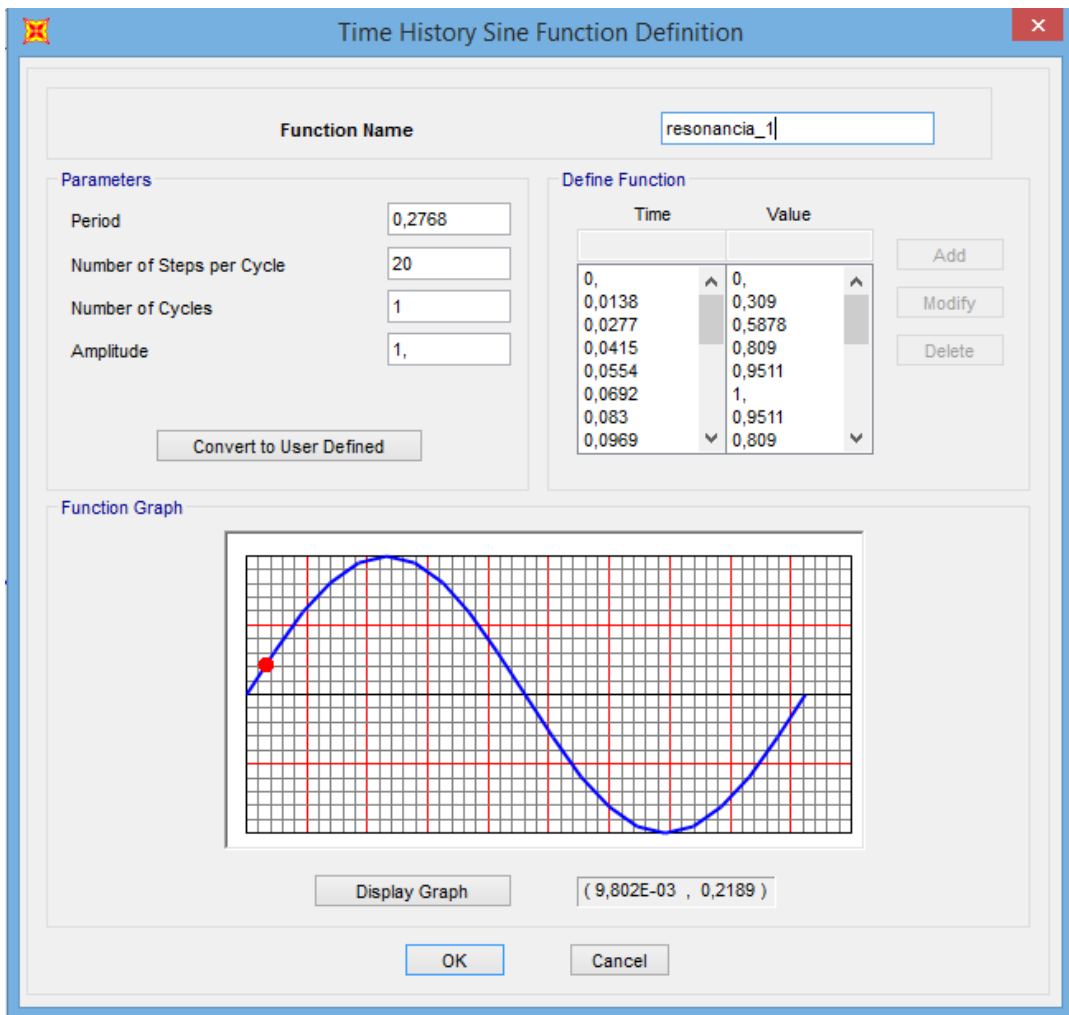 Time History Sine Function Definition
Function Name
resonancia_1
Parameters
Period
0,2768
Number of Steps per Cycle
20
Number of Cycles
1
Amplitude
1,
Convert to User Defined
Define Function
Time Value
0, 0,
0,0138 0,309
0,0277 0,5878
0,0415 0,809
0,0554 0,9511
0,0692 1,
0,083 0,9511
0,0969 0,809
Add
Modify
Delete
Function Graph
Display Graph
( 9,802E-03 , 0,2189 )
OK
Cancel